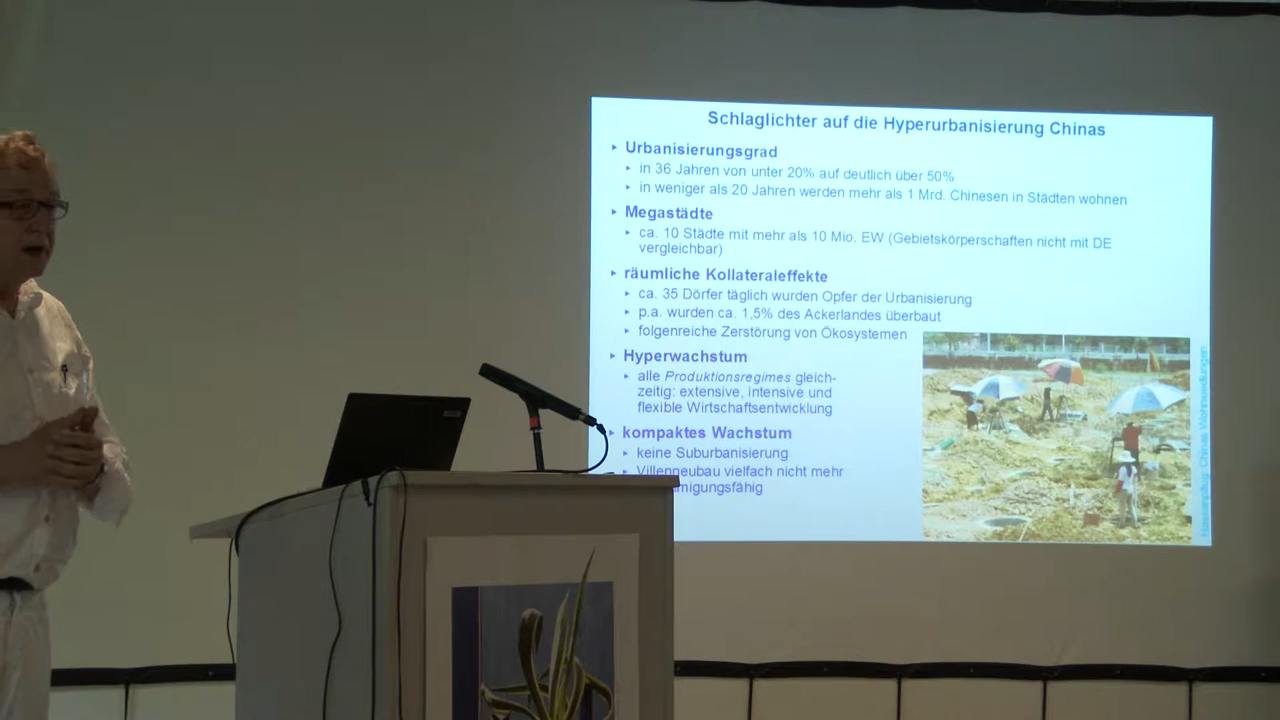 Schlaglichter auf die Hyperurbanisierung Chinas
Urbanisierungsgrad
in 36 Jahren von unter 20% auf deutlich über 50%
in weniger als 20 Jahren werden mehr als 1 Mrd. Chinesen in Städten wohnen
Megastädte
ca. 10 Städte mit mehr als 10 Mio. EW (Gebietskörperschaften nicht mit DE
vergleichbar)
räumliche Kollateraleffekte
ca. 35 Dörfer täglich wurden Opfer der Urbanisierung
p.a. wurden ca. 1,5% des Ackerlandes überbaut
folgenreiche Zerstörung von Ökosystemen
Hyperwachstum
alle Produktionsregimes gleich-
zeitig: extensive, intensive und
flexible Wirtschaftsentwicklung
kompaktes Wachstum
keine Suburbanisierung
Villenneubau vielfach nicht mehr
migungsfähig